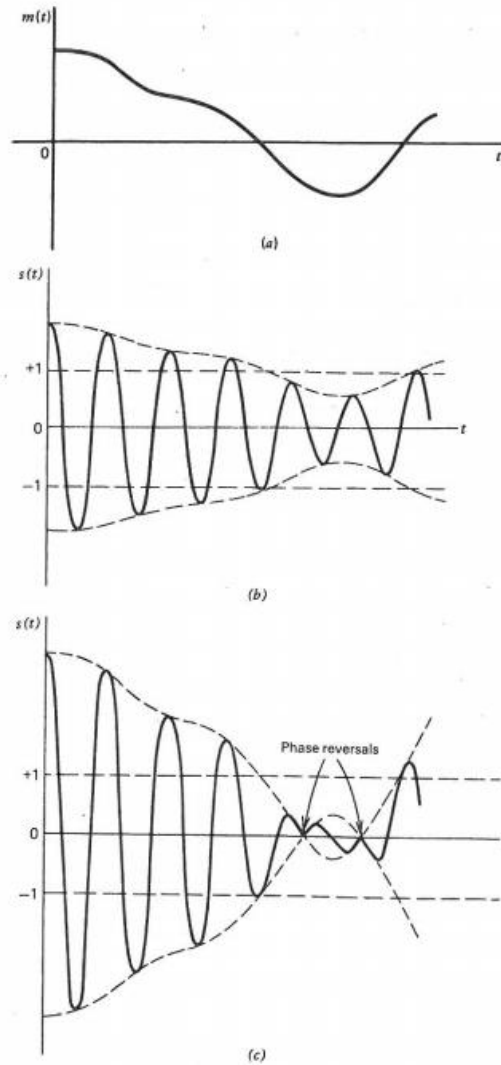 m(t)
0
t
(a)
s(t)
+1
0
t
−1
(b)
s(t)
Phase reversals
+1
0
−1
(c)